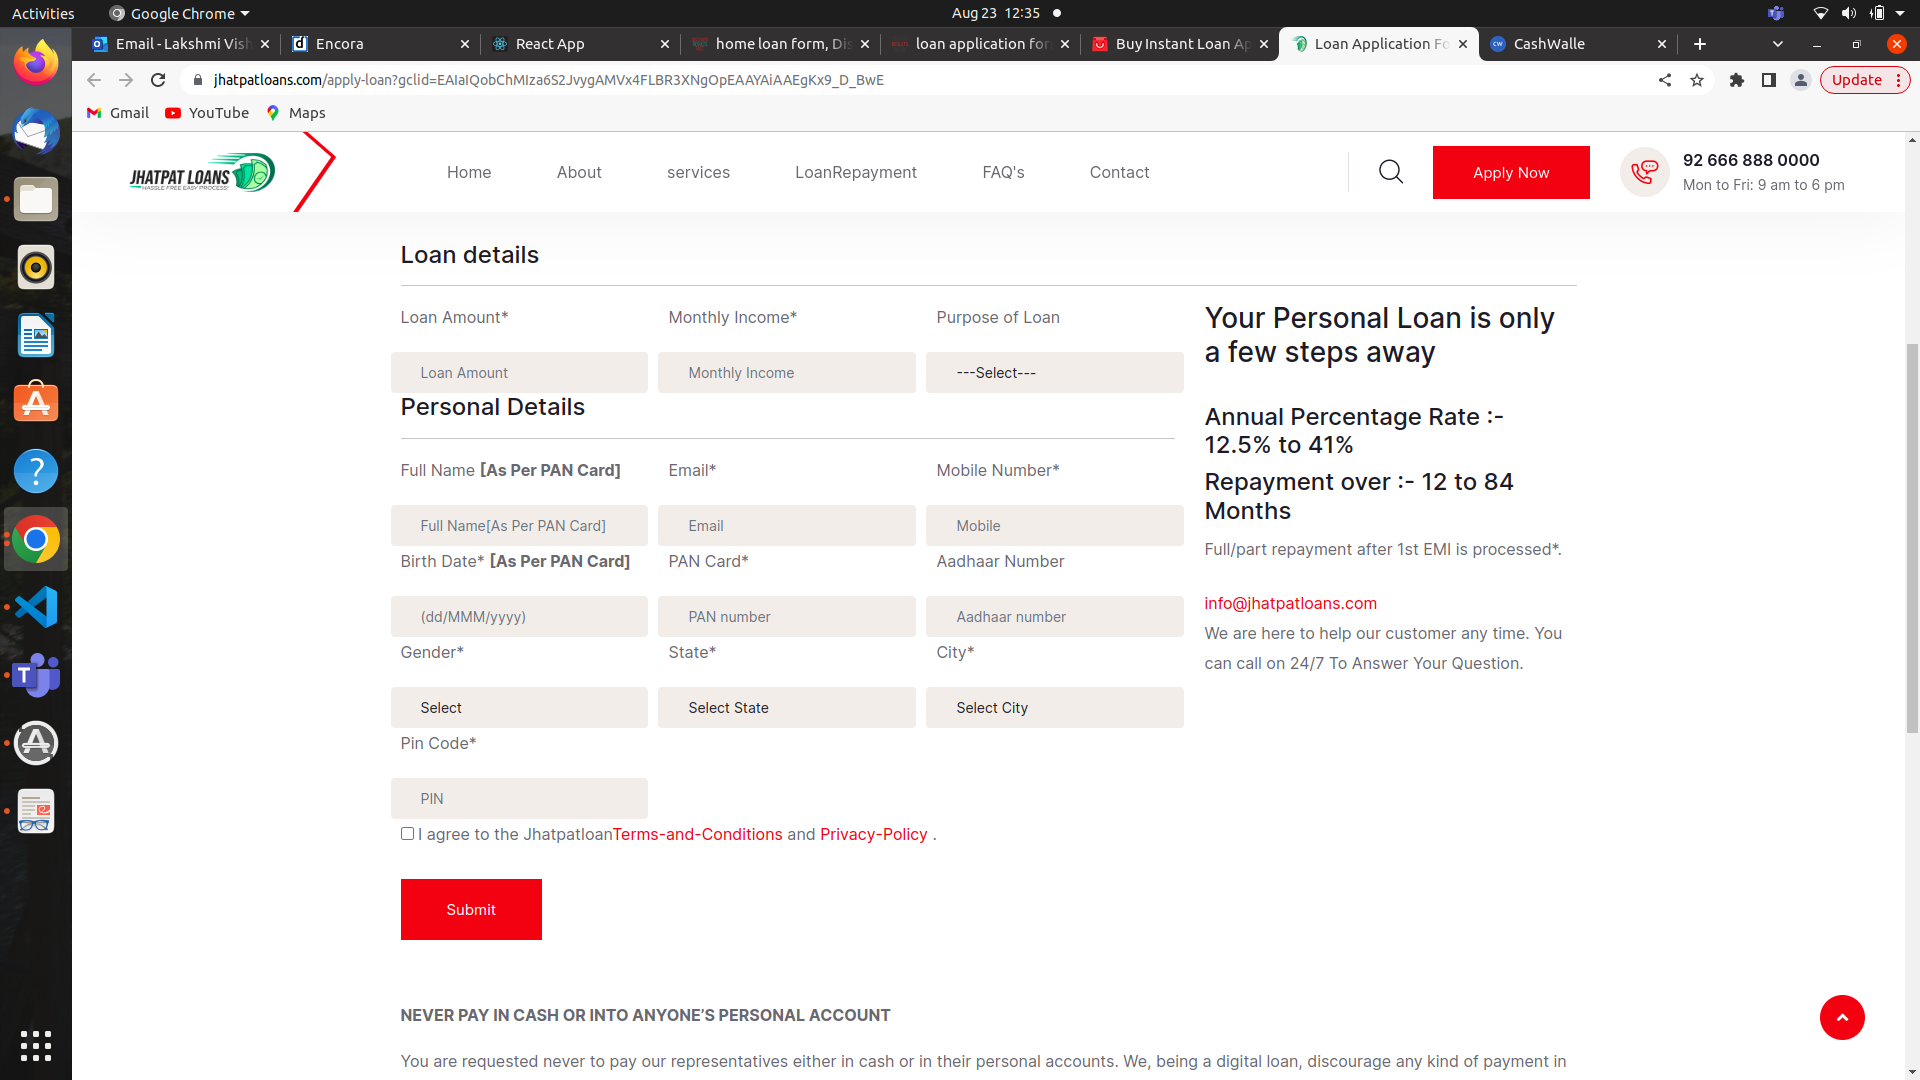 Activities
Google Chrome
Aug 23 12:35
Email - Lakshmi Vish
Encora
React App
home loan form, Dis
loan application for
Buy Instant Loan Ap
Loan Application Fo
CashWalle
jhatpatloans.com/apply-loan?gclid=EAIaIQobChMIza6S2JvygAMVx4FLBR3XNgOpEAAYAiAAEgKx9_D_BwE
Update
Gmail
YouTube
Maps
JHATPAT LOANS
HASSLE FREE EASY PROCESS!
Home
About
services
LoanRepayment
FAQ's
Contact
Apply Now
92 666 888 0000
Mon to Fri: 9 am to 6 pm
Loan details
Loan Amount*
Monthly Income*
Purpose of Loan
Loan Amount
Monthly Income
---Select---
Personal Details
Full Name [As Per PAN Card]
Email*
Mobile Number*
Full Name[As Per PAN Card]
Email
Mobile
Birth Date* [As Per PAN Card]
PAN Card*
Aadhaar Number
(dd/MMM/yyyy)
PAN number
Aadhaar number
Gender*
State*
City*
Select
Select State
Select City
Pin Code*
PIN
I agree to the JhatpatloanTerms-and-Conditions and Privacy-Policy .
Submit
Your Personal Loan is only
a few steps away
Annual Percentage Rate :-
12.5% to 41%
Repayment over :- 12 to 84
Months
Full/part repayment after 1st EMI is processed*.
info@jhatpatloans.com
We are here to help our customer any time. You
can call on 24/7 To Answer Your Question.
NEVER PAY IN CASH OR INTO ANYONE’S PERSONAL ACCOUNT
You are requested never to pay our representatives either in cash or in their personal accounts. We, being a digital loan, discourage any kind of payment in